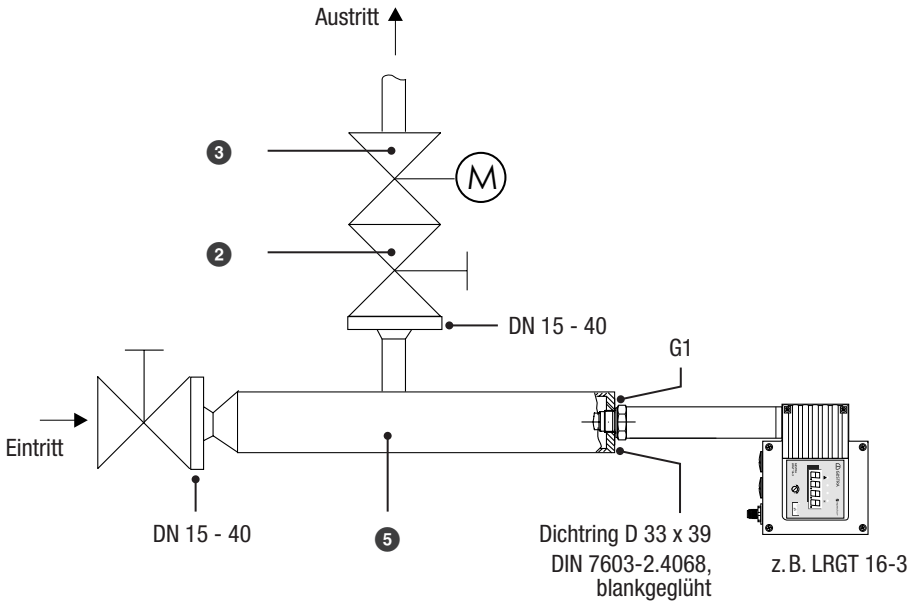 Austritt
3
M
2
DN 15 - 40
G1
Eintritt
DN 15 - 40
5
Dichtring D 33 x 39
DIN 7603-2.4068,
blankgeglüht
z. B. LRGT 16-3
GESTRA